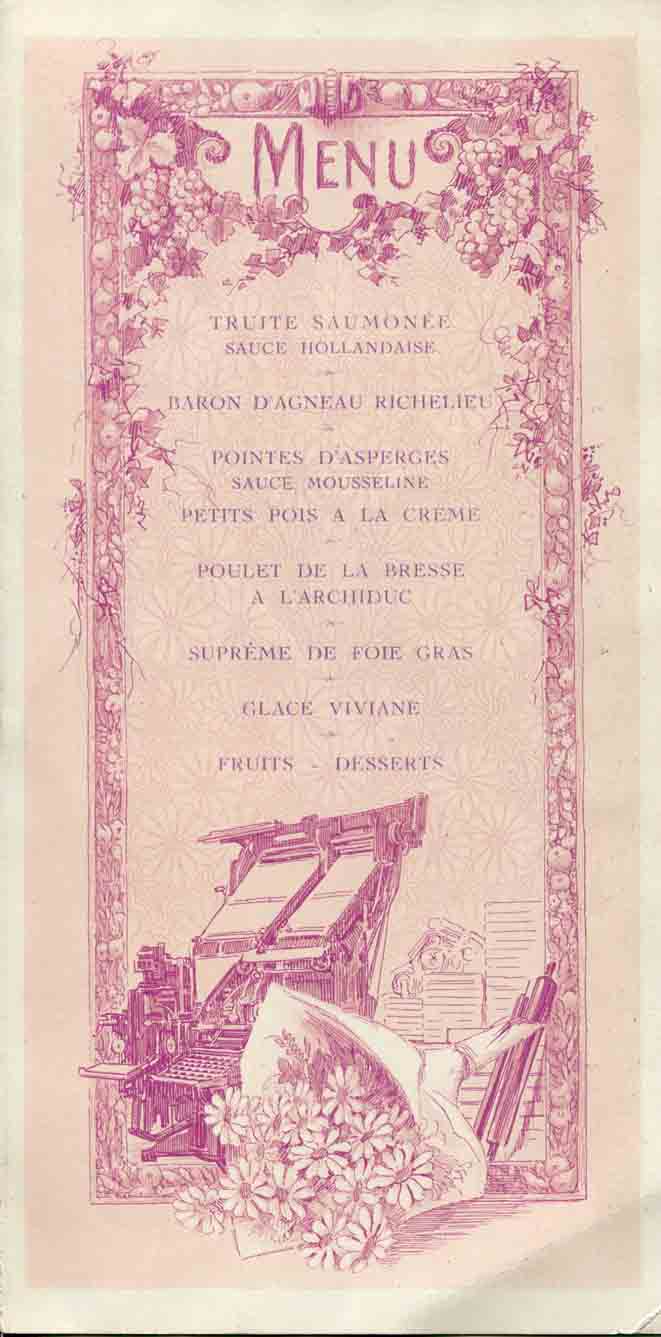 MENU
TRUITE SAUMONÉE
SAUCE HOLLANDAISE
BARON D'AGNEAU RICHELIEU
POINTES D'ASPERGES
SAUCE MOUSSELINE
PETITS POIS A LA CRÈME
POULET DE LA BRESSE
A L'ARCHIDUC
SUPRÊME DE FOIE GRAS
GLACE VIVIANE
FRUITS - DESSERTS